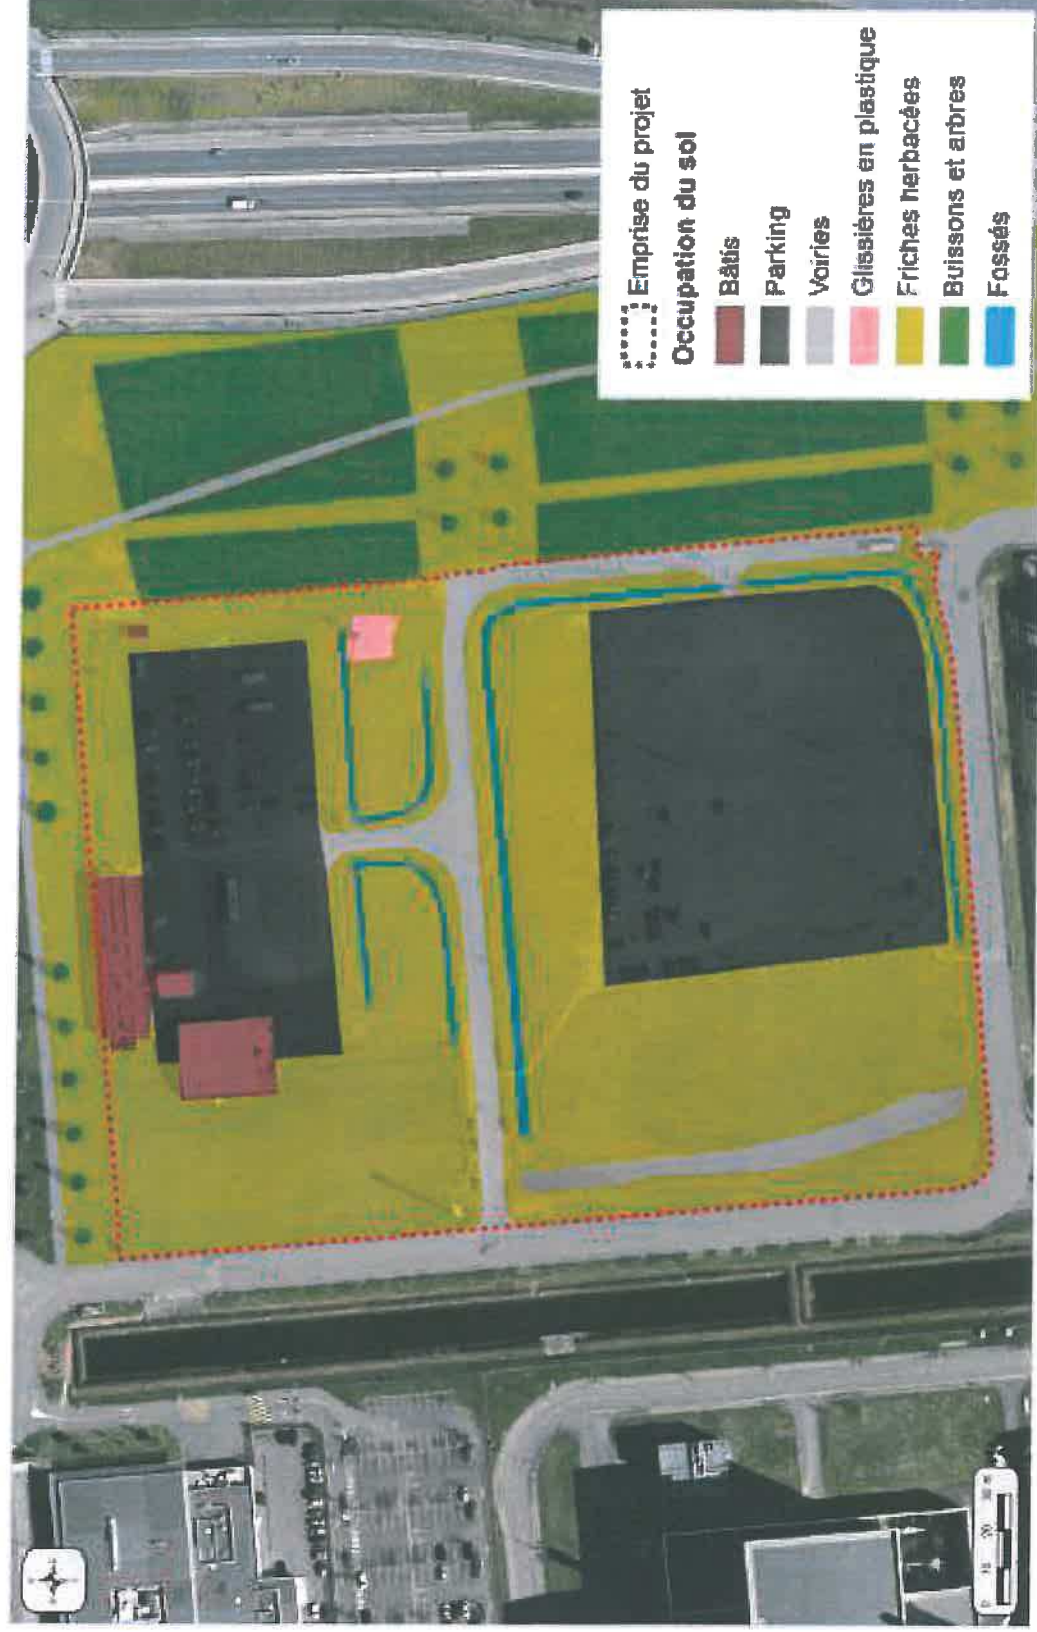 Emprise du projet
Occupation du sol
Bâtis
Parking
Voiries
Glissières en plastique
Friches herbacées
Buissons et arbres
Fossés